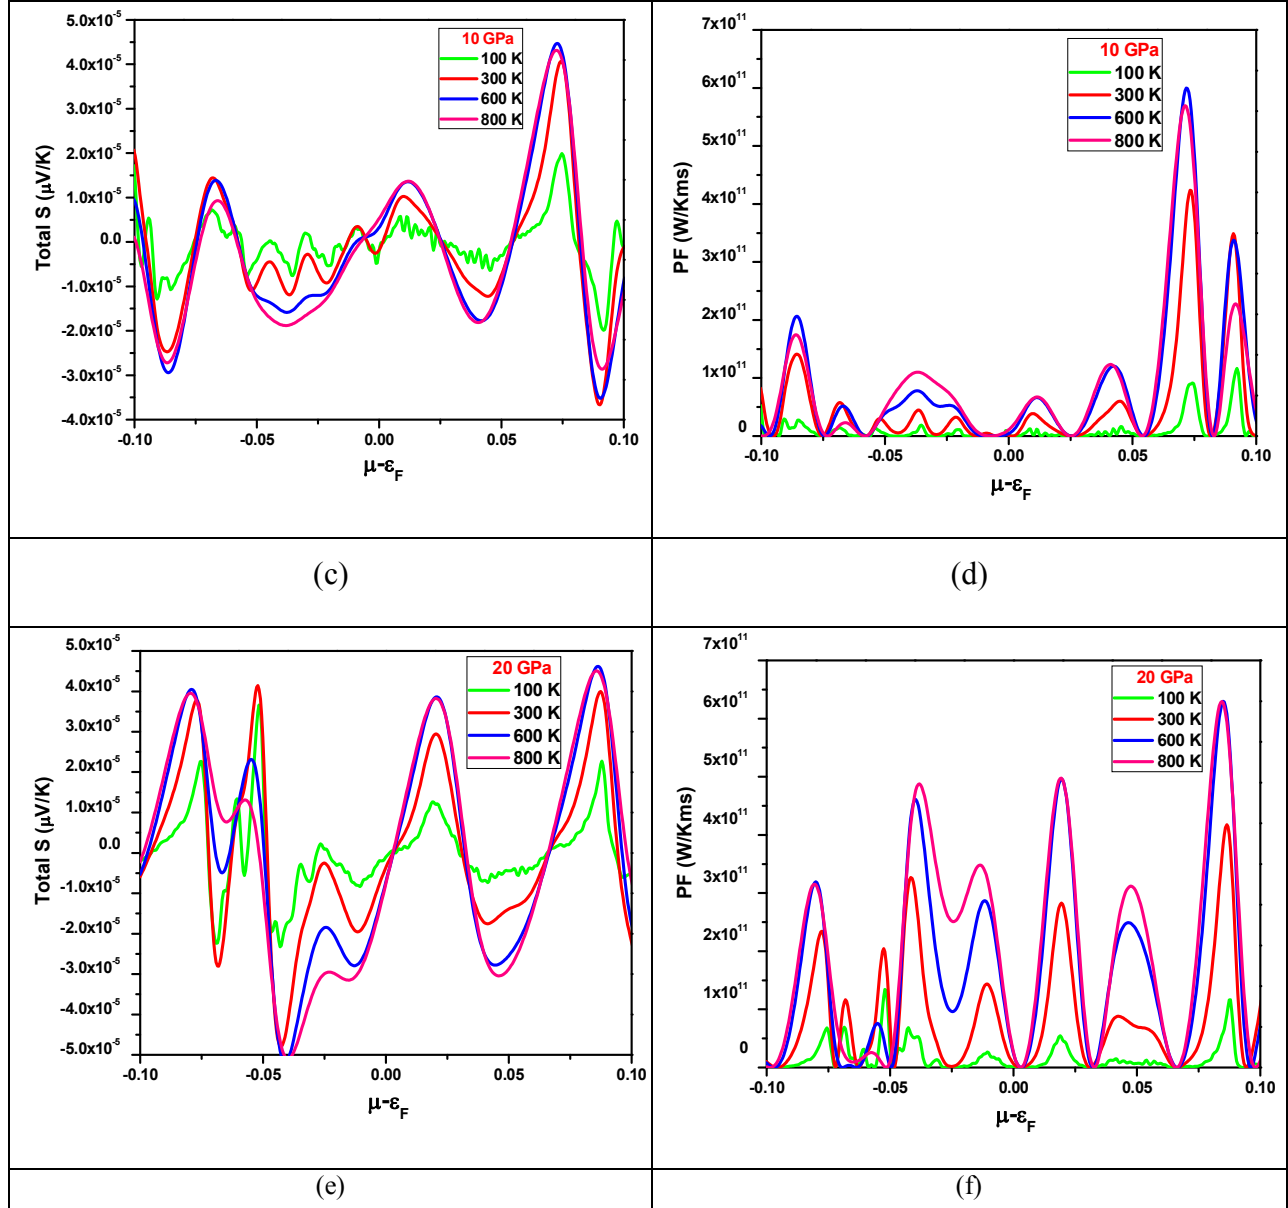 5.0x10⁻⁵
4.0x10⁻⁵
3.0x10⁻⁵
2.0x10⁻⁵
1.0x10⁻⁵
0.0
-1.0x10⁻⁵
-2.0x10⁻⁵
-3.0x10⁻⁵
-4.0x10⁻⁵
Total S (μV/K)
10 GPa
100 K
300 K
600 K
800 K
-0.10
-0.05
0.00
0.05
0.10
μ-εF
7x10¹¹
6x10¹¹
5x10¹¹
4x10¹¹
3x10¹¹
2x10¹¹
1x10¹¹
0
PF (W/Kms)
10 GPa
100 K
300 K
600 K
800 K
-0.10
-0.05
0.00
0.05
0.10
μ-εF
(c)
(d)
5.0x10⁻⁵
4.0x10⁻⁵
3.0x10⁻⁵
2.0x10⁻⁵
1.0x10⁻⁵
0.0
-1.0x10⁻⁵
-2.0x10⁻⁵
-3.0x10⁻⁵
-4.0x10⁻⁵
-5.0x10⁻⁵
Total S (μV/K)
20 GPa
100 K
300 K
600 K
800 K
-0.10
-0.05
0.00
0.05
0.10
μ-εF
7x10¹¹
6x10¹¹
5x10¹¹
4x10¹¹
3x10¹¹
2x10¹¹
1x10¹¹
0
PF (W/Kms)
20 GPa
100 K
300 K
600 K
800 K
-0.10
-0.05
0.00
0.05
0.10
μ-εF
(e)
(f)